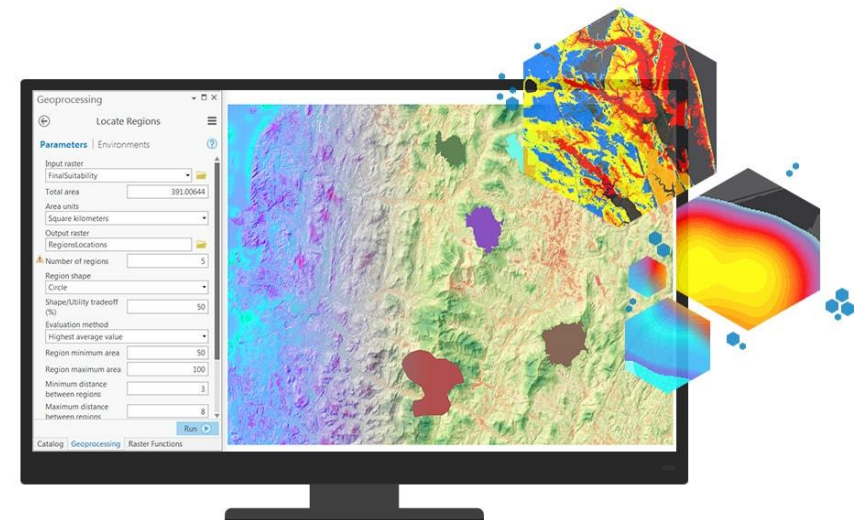 Geoprocessing
Locate Regions
Parameters | Environments
Input raster
FinalSuitability
Total area 391.00644
Area units
Square kilometers
Output raster
RegionsLocations
Number of regions 5
Region shape
Circle
Shape/Utility tradeoff
(%) 50
Evaluation method
Highest average value
Region minimum area 50
Region maximum area 100
Minimum distance
between regions 3
Maximum distance
between regions 8
Run
Catalog Geoprocessing Raster Functions